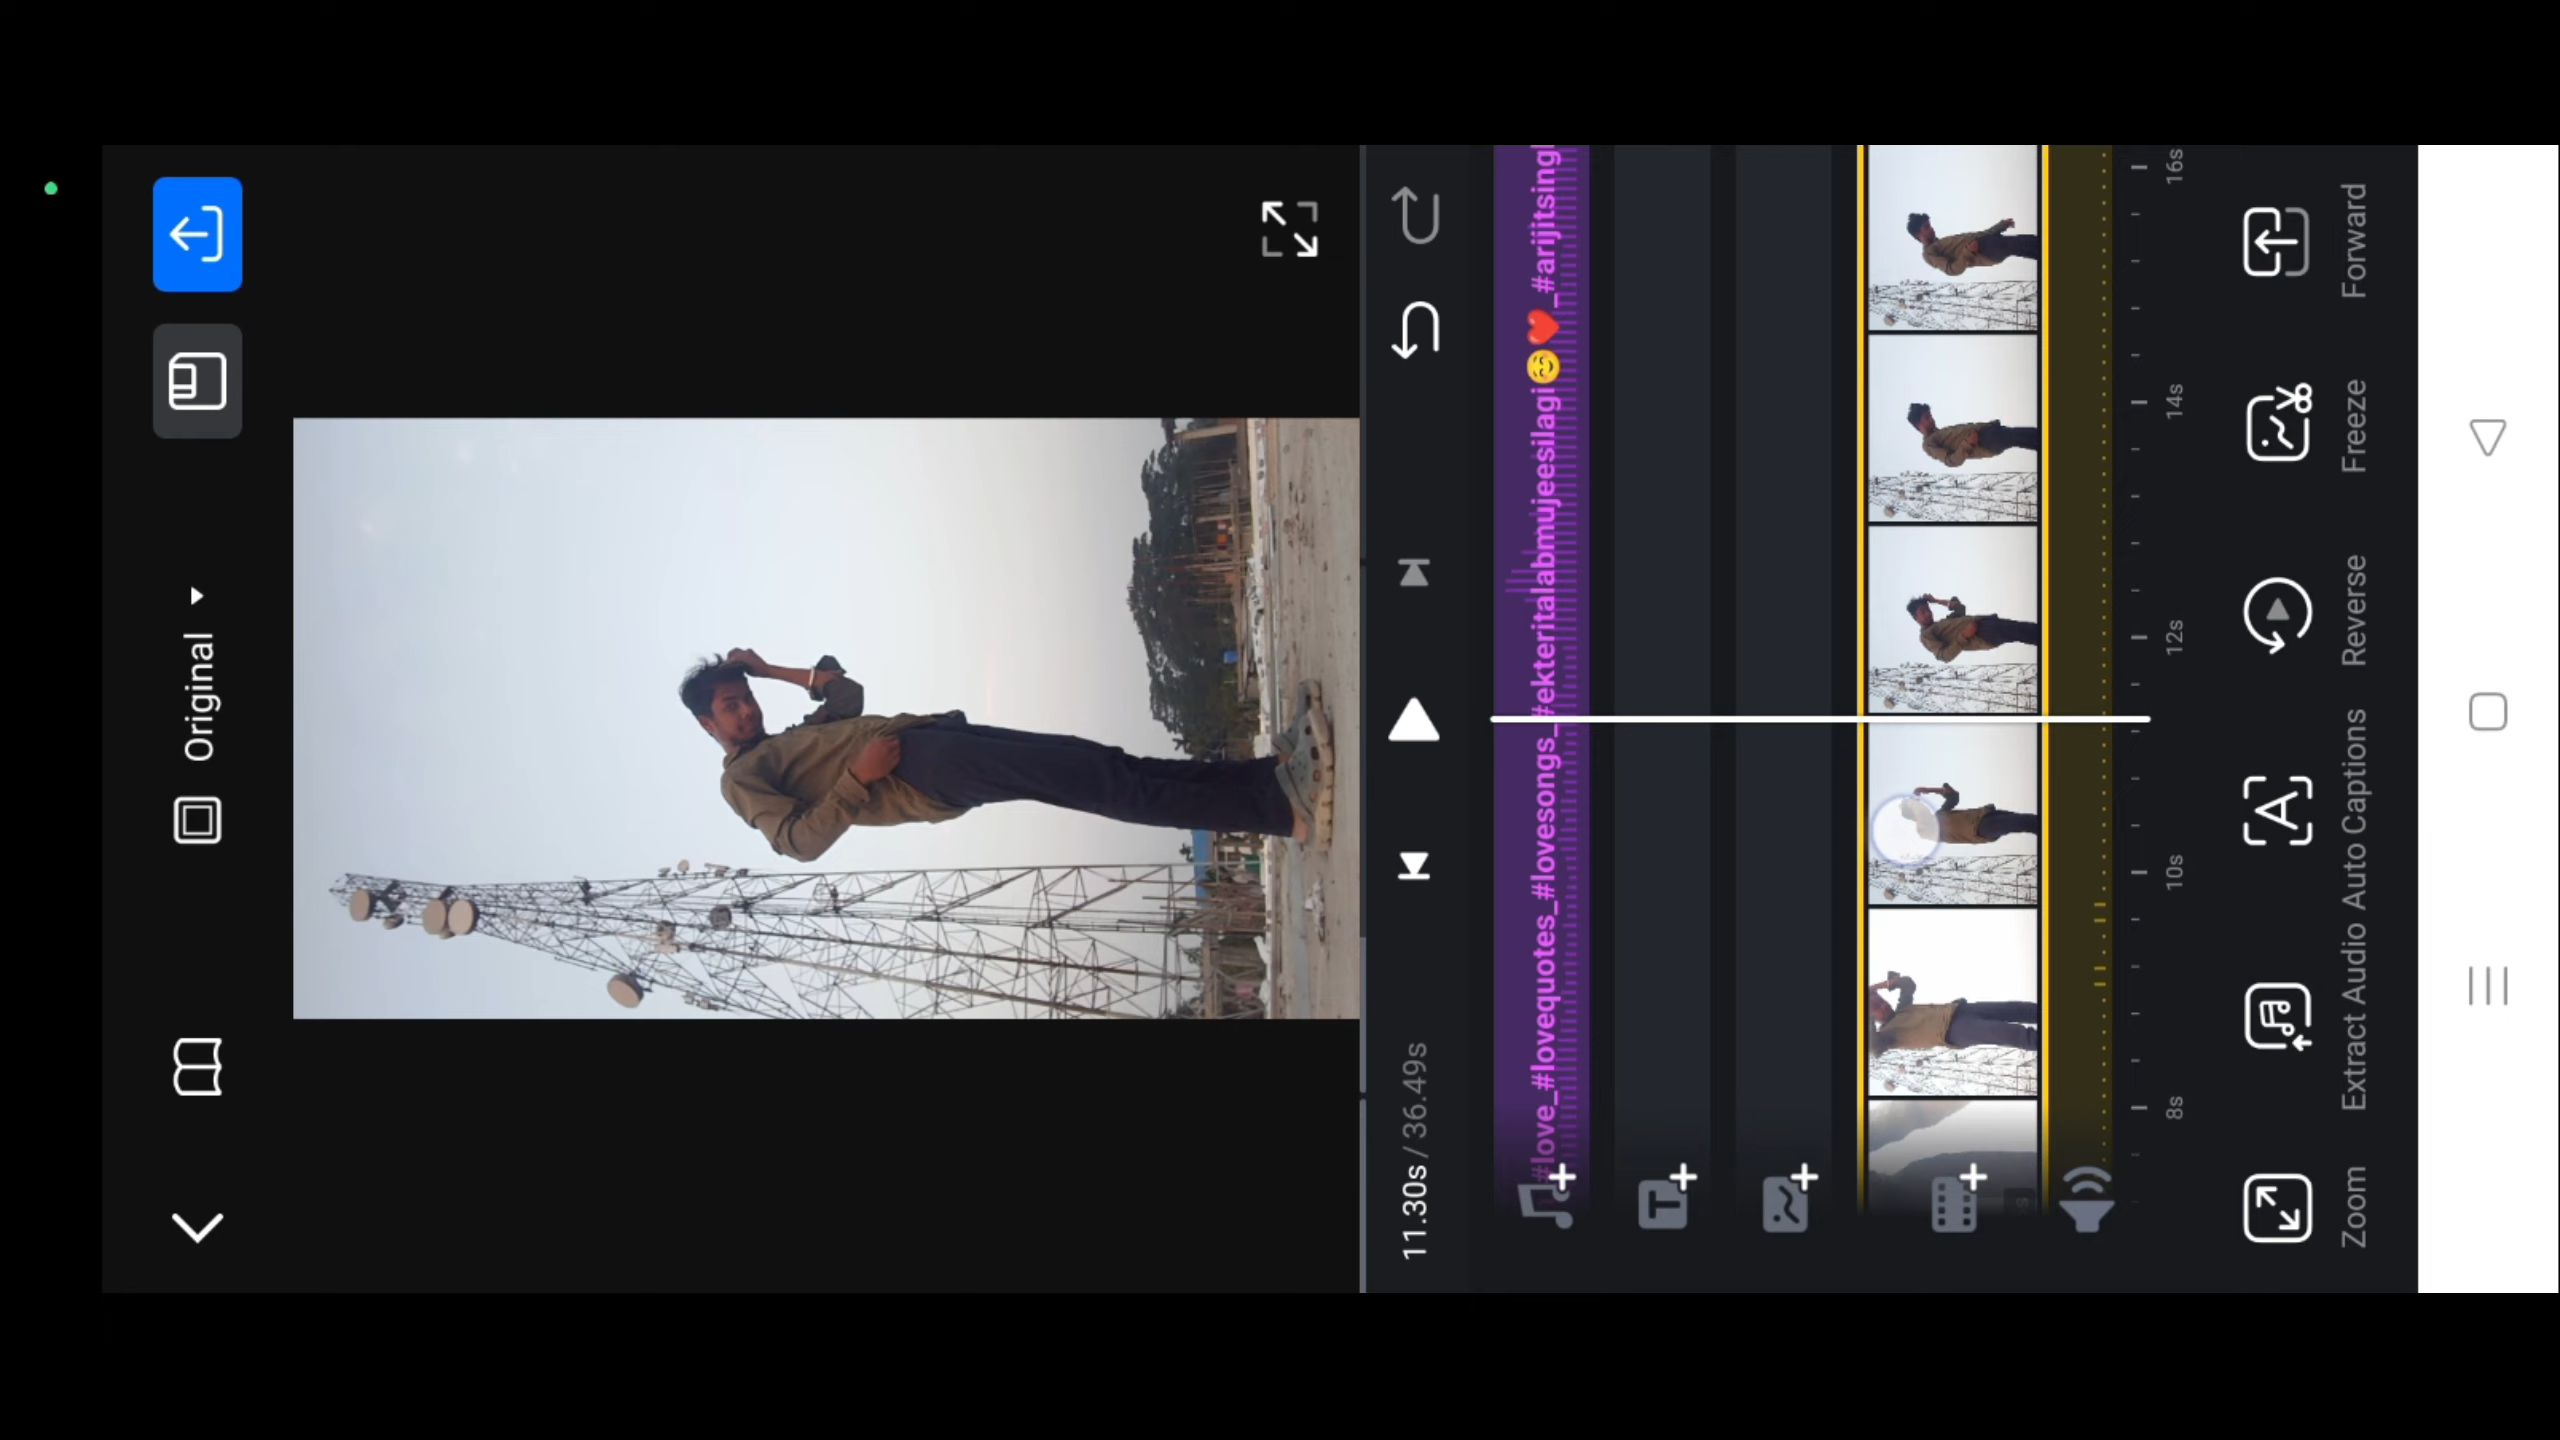 Original
11.30s / 36.49s
#love_#lovequotes_#lovesongs_#ekteritalabmujeesilagi😊❤️_#arijitsing
T
8s
10s
12s
14s
16s
Zoom
Extract Audio
Auto Captions
Reverse
Freeze
Forward